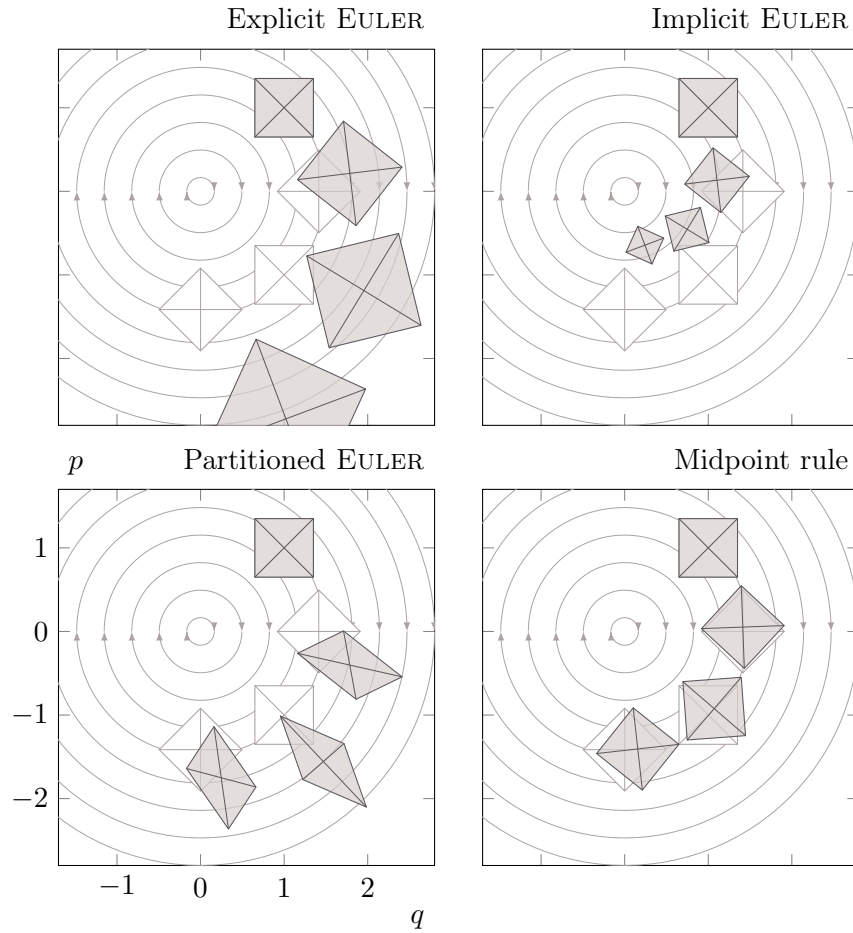 Explicit EULER
Implicit EULER
p
Partitioned EULER
Midpoint rule
1
0
−1
−2
−1
0
1
2
q